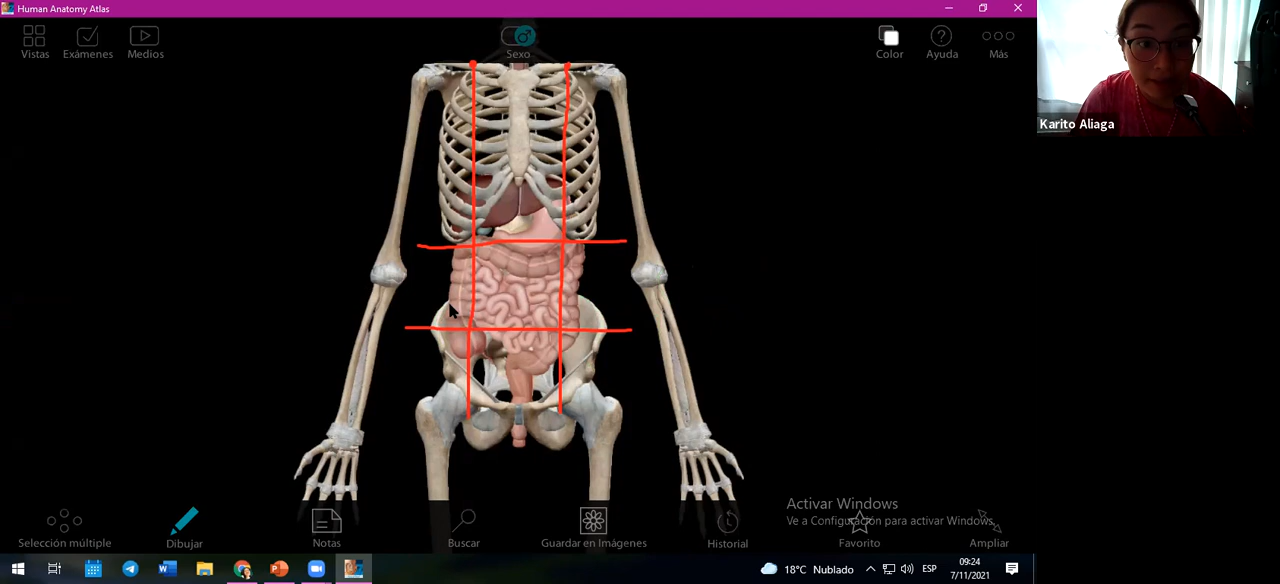 Human Anatomy Atlas
Vistas
Exámenes
Medios
Sexo
Color
Ayuda
Más
Karito Aliaga
Activar Windows
Ve a Configuración para activar Windows.
Selección múltiple
Dibujar
Notas
Buscar
Guardar en Imágenes
Historial
Favorito
Ampliar
18°C Nublado
ESP
09:24
7/11/2021